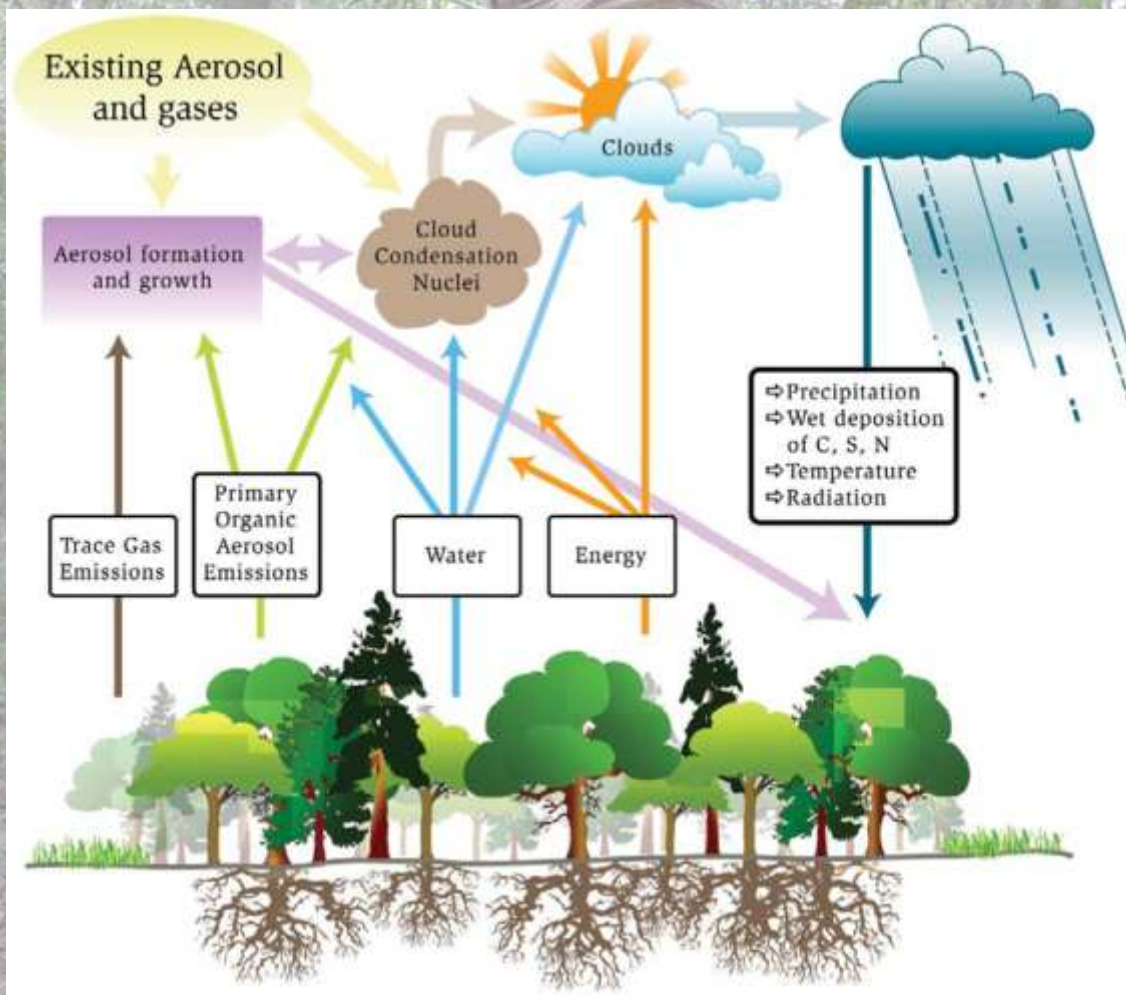 Existing Aerosol
and gases
Clouds
Cloud
Condensation
Nuclei
Aerosol formation
and growth
⇨Precipitation
⇨Wet deposition
of C, S, N
⇨Temperature
⇨Radiation
Trace Gas
Emissions
Primary
Organic
Aerosol
Emissions
Water
Energy